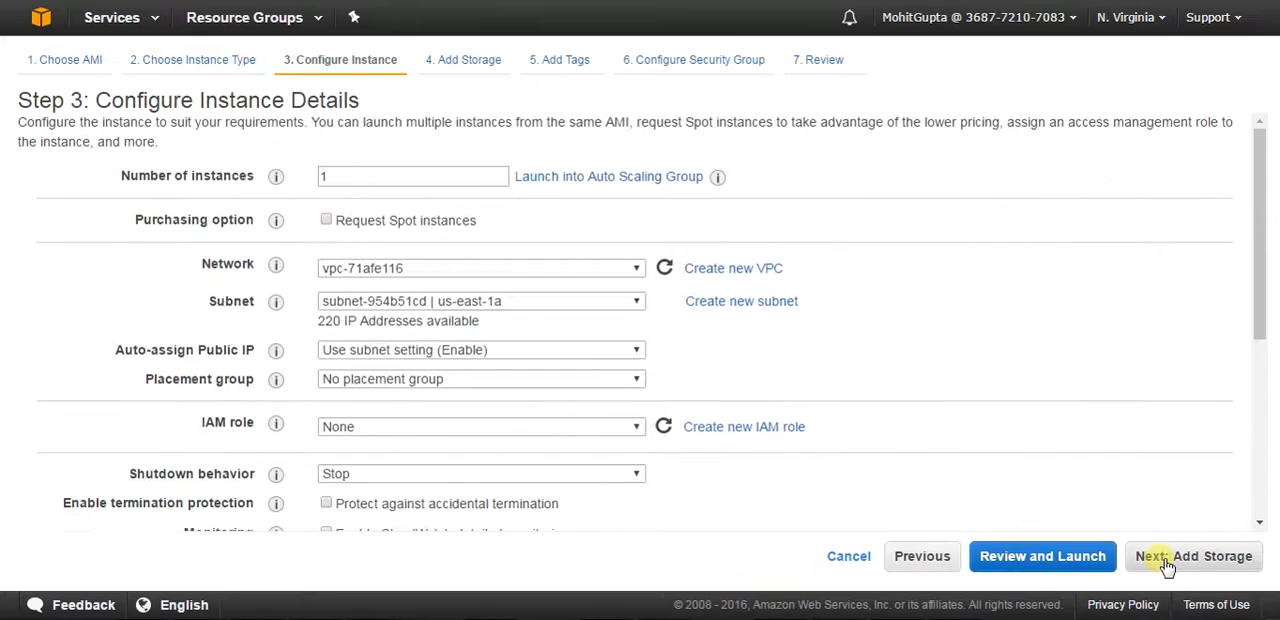 Services Resource Groups MohitGupta @ 3687-7210-7083 N. Virginia Support
1. Choose AMI 2. Choose Instance Type 3. Configure Instance 4. Add Storage 5. Add Tags 6. Configure Security Group 7. Review
Step 3: Configure Instance Details
Configure the instance to suit your requirements. You can launch multiple instances from the same AMI, request Spot instances to take advantage of the lower pricing, assign an access management role to
the instance, and more.
Number of instances 1 Launch into Auto Scaling Group
Purchasing option Request Spot instances
Network vpc-71afe116 Create new VPC
Subnet subnet-954b51cd | us-east-1a Create new subnet
220 IP Addresses available
Auto-assign Public IP Use subnet setting (Enable)
Placement group No placement group
IAM role None Create new IAM role
Shutdown behavior Stop
Enable termination protection Protect against accidental termination
Cancel Previous Review and Launch Next: Add Storage
Feedback English © 2008 - 2016, Amazon Web Services, Inc. or its affiliates. All rights reserved. Privacy Policy Terms of Use